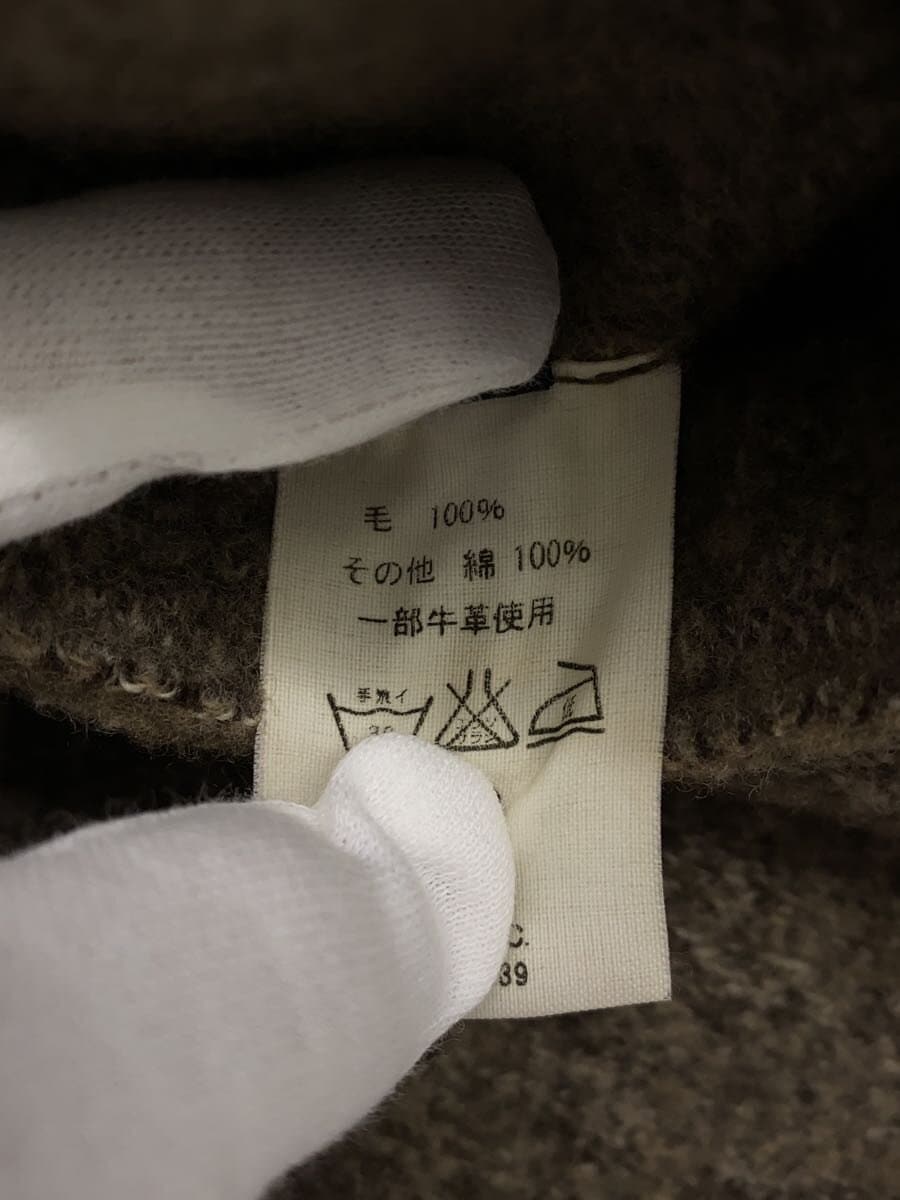 毛 100%
その他 綿 100%
一部牛革使用
手洗イ
30
C.
39